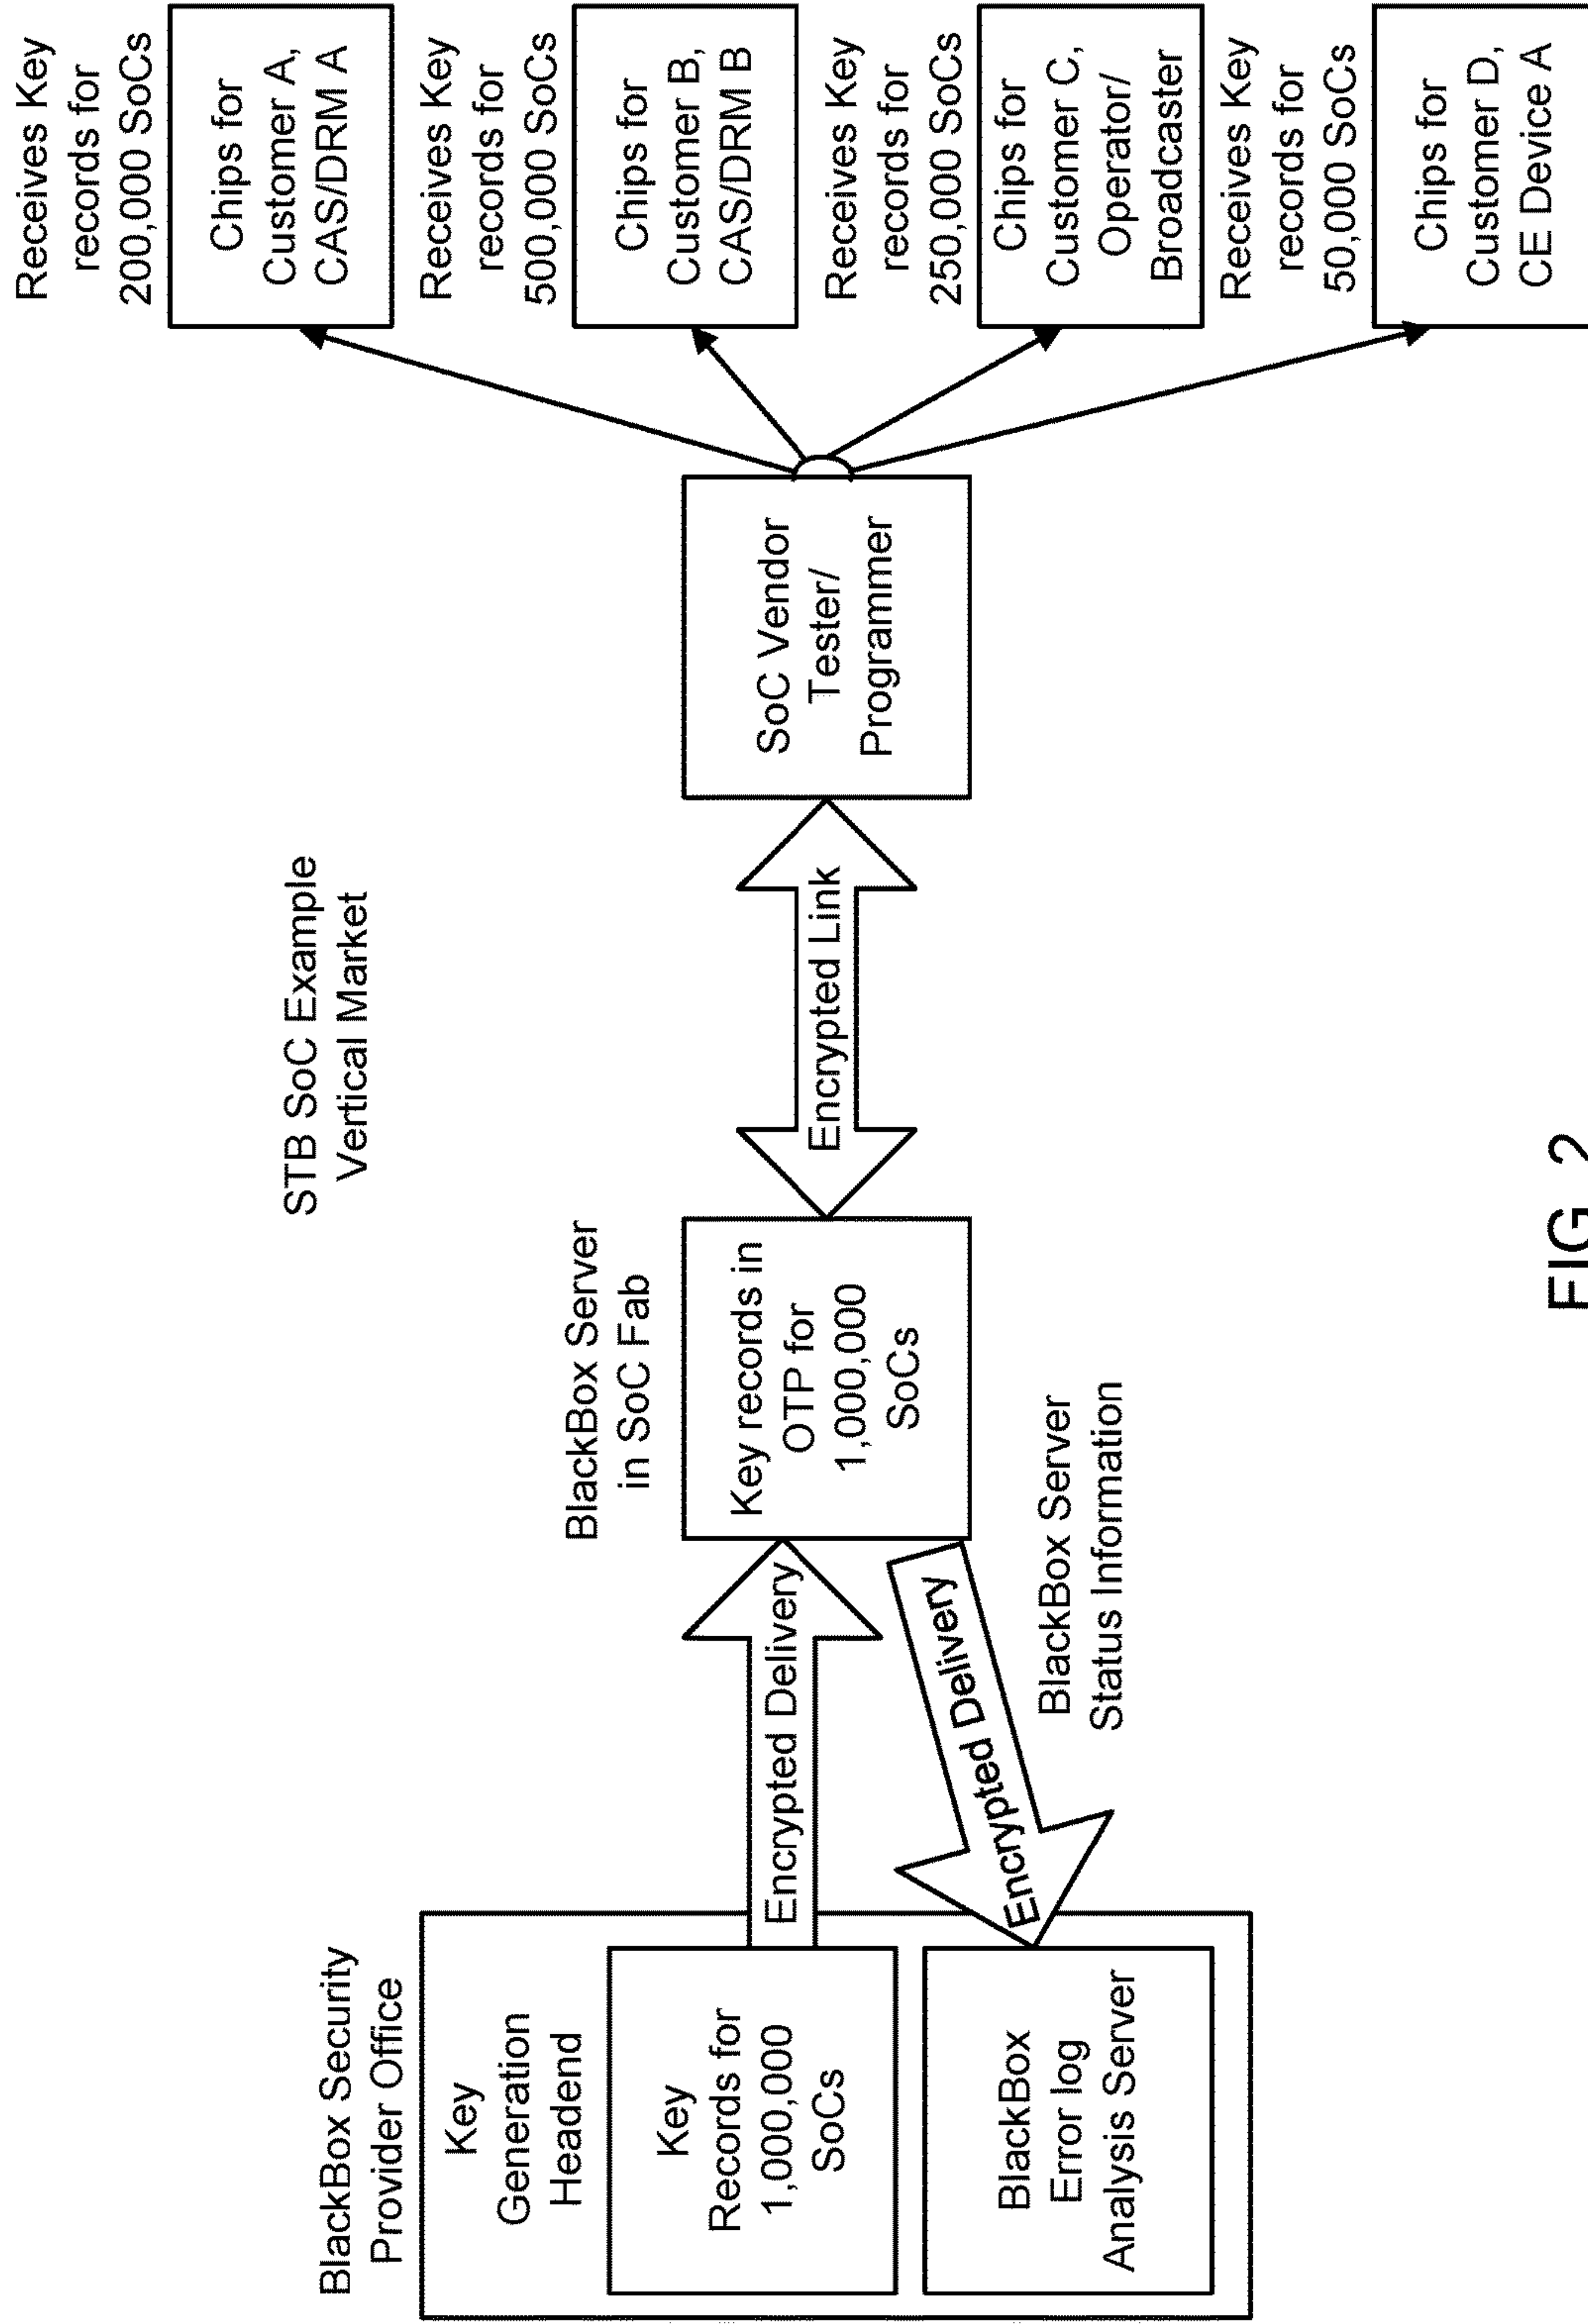 STB SoC Example
Vertical Market
BlackBox Security
Provider Office
Key
Generation
Headend
Key
Records for
1,000,000
SoCs
BlackBox
Error log
Analysis Server
Encrypted Delivery
Encrypted Delivery
BlackBox Server
Status Information
BlackBox Server
in SoC Fab
Key records in
OTP for
1,000,000
SoCs
Encrypted Link
SoC Vendor
Tester/
Programmer
Receives Key
records for
200,000 SoCs
Chips for
Customer A,
CAS/DRM A
Receives Key
records for
500,000 SoCs
Chips for
Customer B,
CAS/DRM B
Receives Key
records for
250,000 SoCs
Chips for
Customer C,
Operator/
Broadcaster
Receives Key
records for
50,000 SoCs
Chips for
Customer D,
CE Device A
FIG. 2